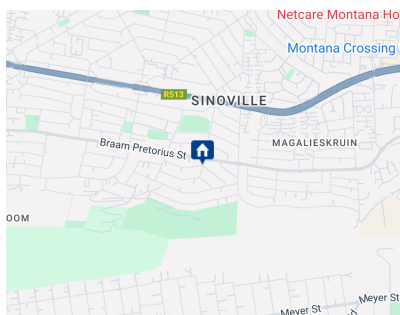 Netcare Montana Ho
Montana Crossing
R513
SINOVILLE
Braam Pretorius St
MAGALIESKRUIN
OOM
Meyer St
Meyer St